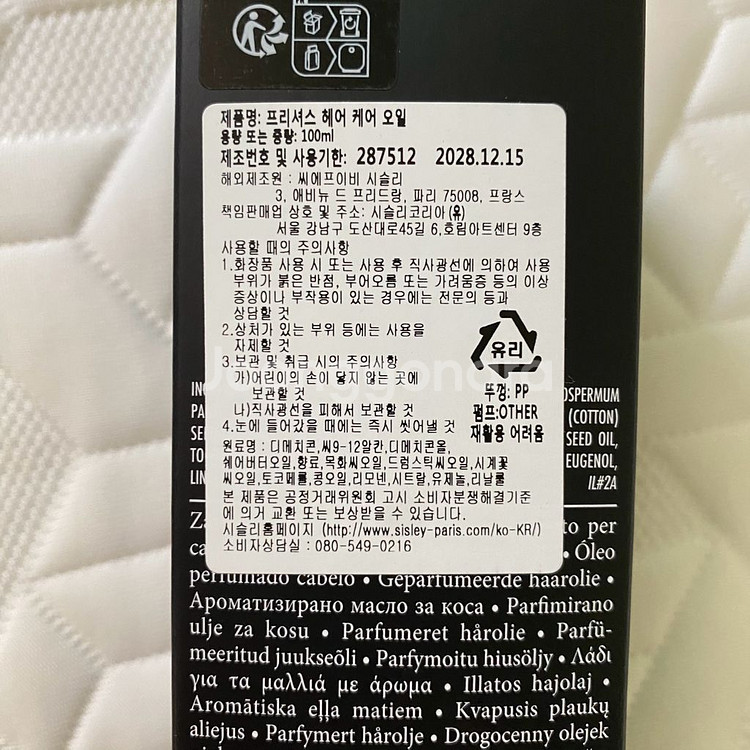 제품명: 프리셔스 헤어 케어 오일
용량 또는 중량: 100ml
제조번호 및 사용기한: 287512 2028.12.15
해외제조원 : 씨에프이비 시슬리
3, 애비뉴 드 프리드랑, 파리 75008, 프랑스
책임판매업 상호 및 주소: 시슬리코리아(유)
서울 강남구 도산대로45길 6,호림아트센터 9층
사용할 때의 주의사항
1.화장품 사용 시 또는 사용 후 직사광선에 의하여 사용
부위가 붉은 반점, 부어오름 또는 가려움증 등의 이상
증상이나 부작용이 있는 경우에는 전문의 등과
상담할 것
2.상처가 있는 부위 등에는 사용을
자제할 것
3.보관 및 취급 시의 주의사항
가)어린이의 손이 닿지 않는 곳에
보관할 것
나)직사광선을 피해서 보관할 것
4.눈에 들어갔을 때에는 즉시 씻어낼 것
유리
뚜껑: PP
펌프:OTHER
재활용 어려움
원료명 : 디메치콘,씨9-12알칸,디메치콘올,
쉐어버터오일,향료,목화씨오일,드럼스틱씨오일,시계꽃
씨오일,토코페롤,콩오일,리모넨,시트랄,유제놀,리날룰
본 제품은 공정거래위원회 고시 소비자분쟁해결기준
에 의거 교환 또는 보상받을 수 있습니다.
시슬리홈페이지 (http://www.sisley-paris.com/ko-KR/)
소비자상담실 : 080-549-0216
OSPERMUM
(COTTON)
SEED OIL,
EUGENOL,
IL#2A
to per
• Óleo
perfumado cabelo • Geparfumeerde haarolie •
Ароматизирано масло за коса • Parfimirano
ulje za kosu • Parfumeret hårolie • Parfü-
meeritud juukseõli • Parfymoitu hiusöljy • Λάδι
για τα μαλλιά με άρωμα • Illatos hajolaj •
Aromātiska eļļa matiem • Kvapusis plaukų
aliejus • Parfymert hårolje • Drogocenny olejek